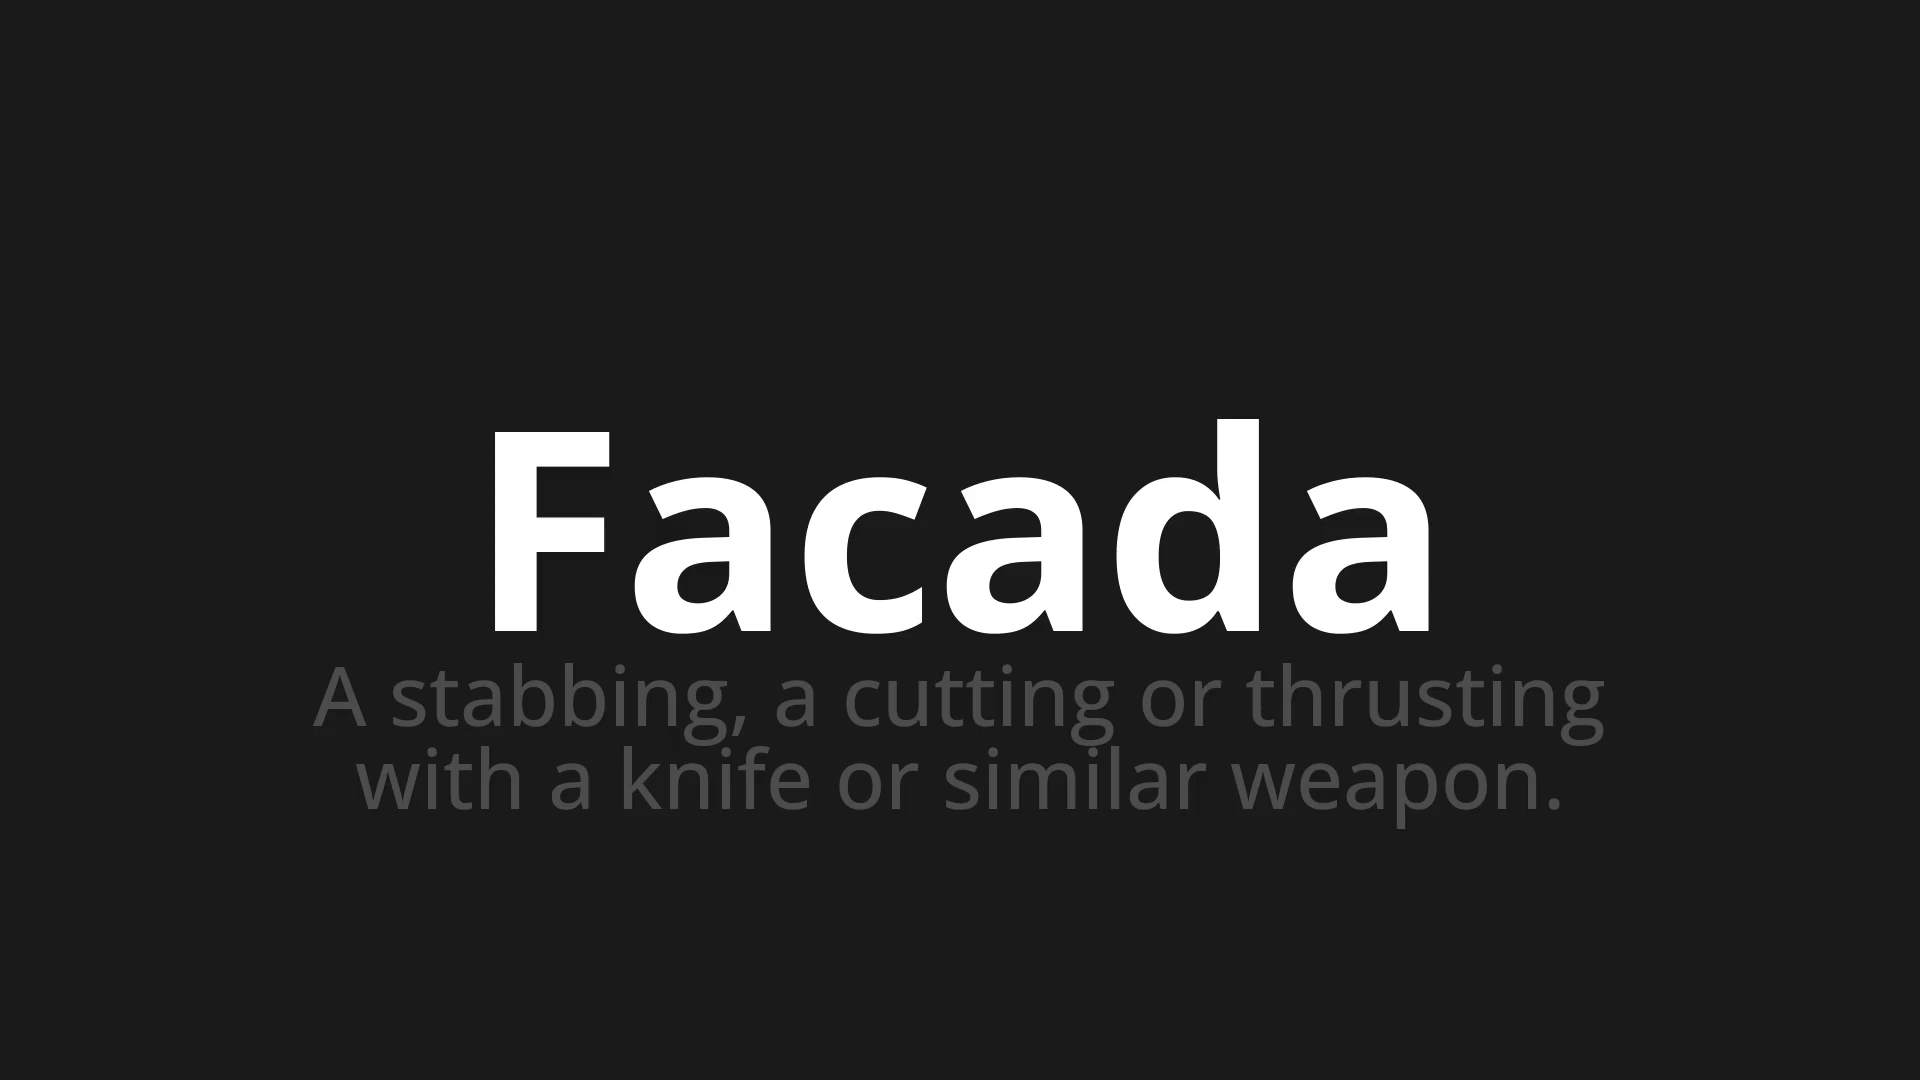 Facada
A stabbing, a cutting or thrusting
with a knife or similar weapon.